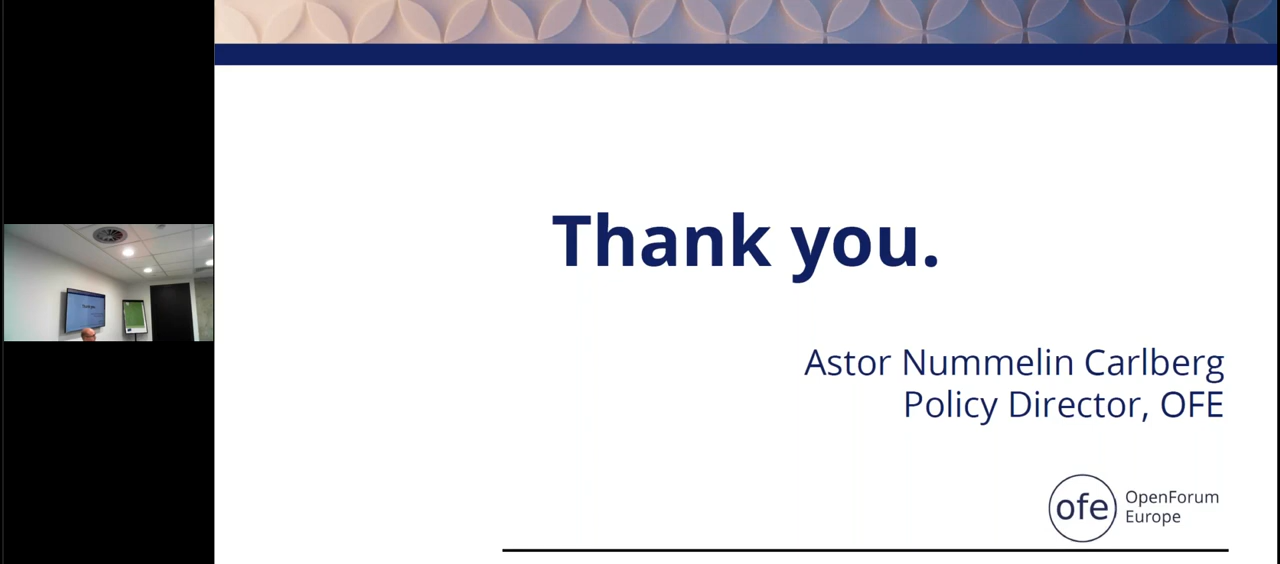 Thank you.
Astor Nummelin Carlberg
Policy Director, OFE
ofe
OpenForum
Europe